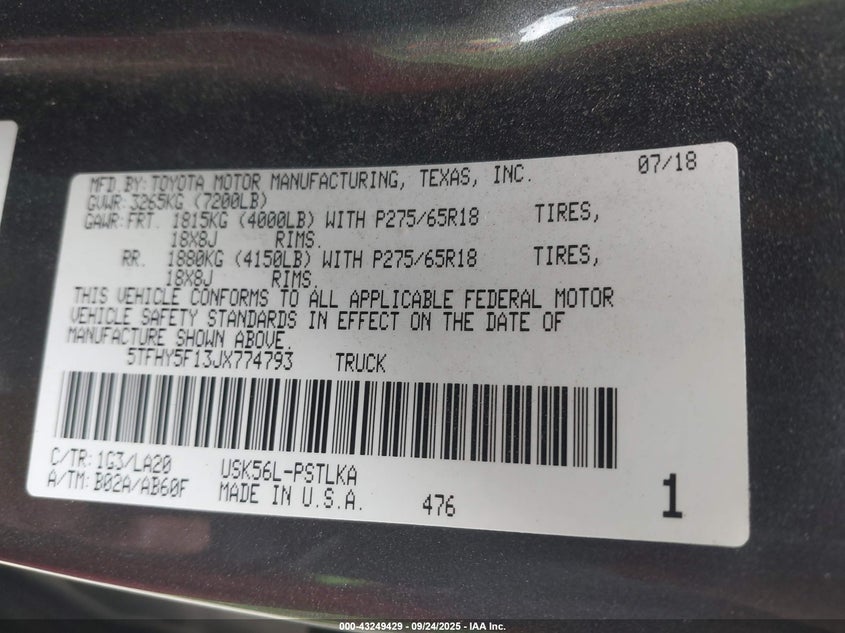 07/18
MFD.BY:TOYOTA MOTOR MANUFACTURING, TEXAS, INC.
GVWR:3265KG (7200LB)
GAWR:FRT. 1815KG (4000LB) WITH P275/65R18 TIRES,
18X8J RIMS.
RR. 1880KG (4150LB) WITH P275/65R18 TIRES,
18X8J RIMS.
THIS VEHICLE CONFORMS TO ALL APPLICABLE FEDERAL MOTOR
VEHICLE SAFETY STANDARDS IN EFFECT ON THE DATE OF
MANUFACTURE SHOWN ABOVE.
5TFHY5F13JX774793 TRUCK
C/TR:1G3/LA20 USK56L-PSTLKA
A/TM:B02A/AB60F MADE IN U.S.A. 476 1
000-43249429 - 09/24/2025 - IAA Inc.